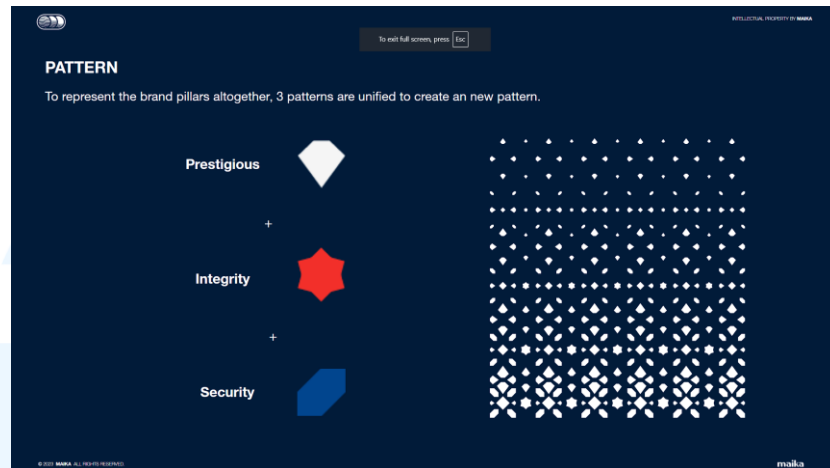 INTELLECTUAL PROPERTY BY MAIKA
To exit full screen, press Esc
PATTERN
To represent the brand pillars altogether, 3 patterns are unified to create an new pattern.
Prestigious
+
Integrity
+
Security
© 2023 MAIKA ALL RIGHTS RESERVED
maika